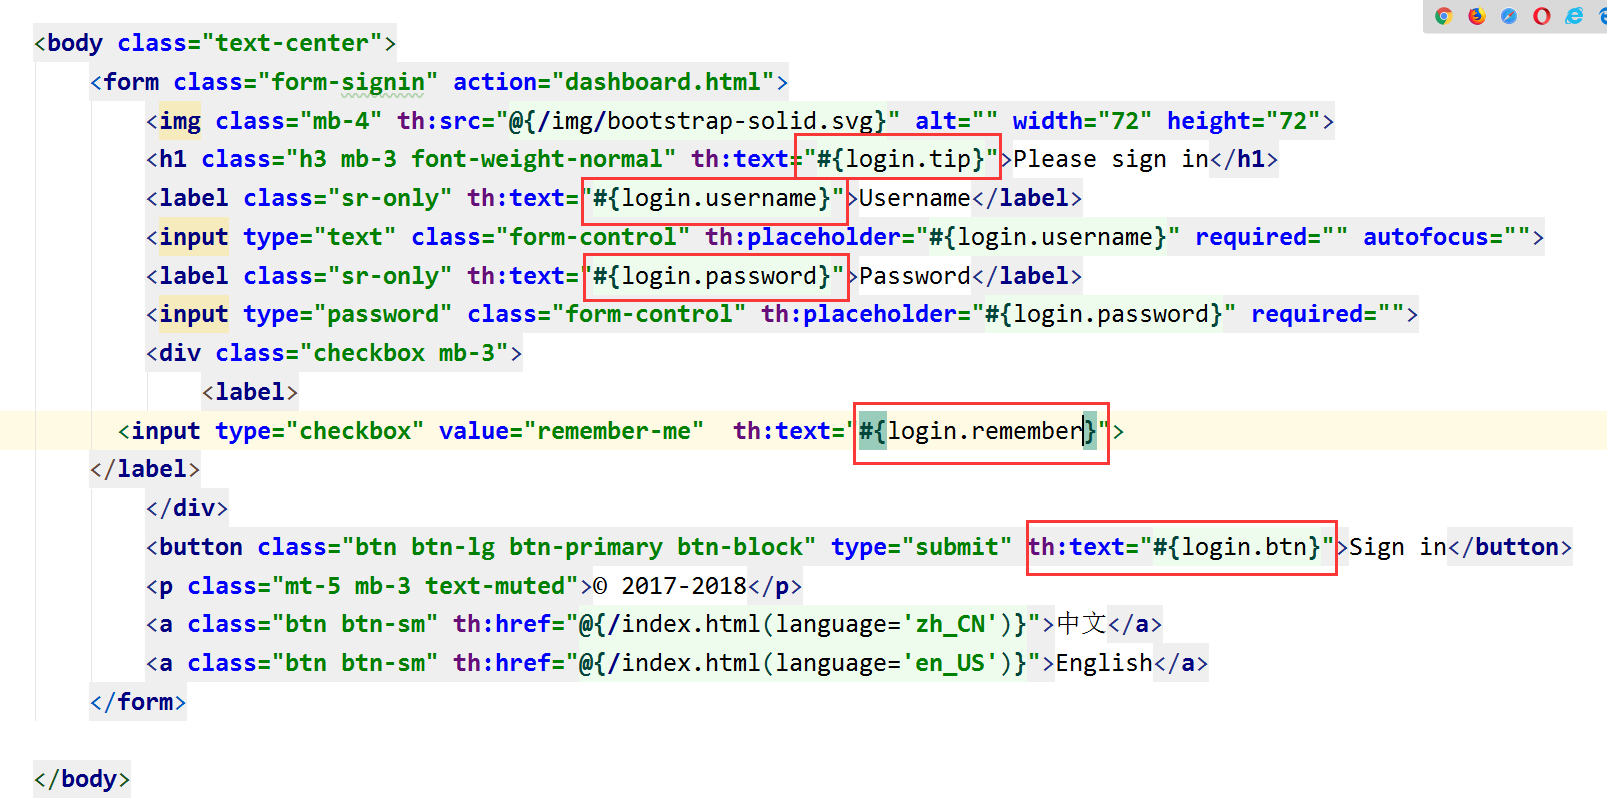 <body class="text-center">
<form class="form-signin" action="dashboard.html">
<img class="mb-4" th:src="@{/img/bootstrap-solid.svg}" alt="" width="72" height="72">
<h1 class="h3 mb-3 font-weight-normal" th:text="#{login.tip}">Please sign in</h1>
<label class="sr-only" th:text="#{login.username}">Username</label>
<input type="text" class="form-control" th:placeholder="#{login.username}" required="" autofocus="">
<label class="sr-only" th:text="#{login.password}">Password</label>
<input type="password" class="form-control" th:placeholder="#{login.password}" required="">
<div class="checkbox mb-3">
<label>
<input type="checkbox" value="remember-me"  th:text="#{login.remember}">
</label>
</div>
<button class="btn btn-lg btn-primary btn-block" type="submit" th:text="#{login.btn}">Sign in</button>
<p class="mt-5 mb-3 text-muted">© 2017-2018</p>
<a class="btn btn-sm" th:href="@{/index.html(language='zh_CN')}">中文</a>
<a class="btn btn-sm" th:href="@{/index.html(language='en_US')}">English</a>
</form>
</body>